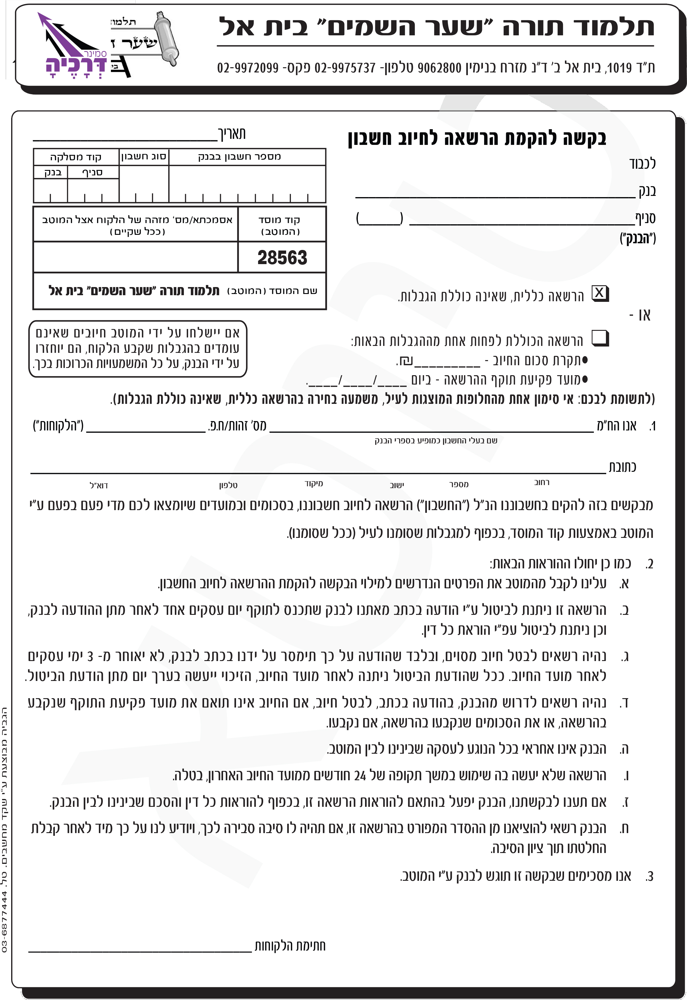 תלמוד תורה "שער השמים" בית אל
ת"ד 1019, בית אל ב' ד"נ מזרח בנימין 9062800 טלפון- 02-9975737 פקס- 02-9972099
שער
סמינר
דְּרָכֶיהָ
בקשה להקמת הרשאה לחיוב חשבון
תאריך
לכבוד
בנק
סניף ( )
("הבנק")
מספר חשבון בבנק סוג חשבון קוד מסלקה
סניף בנק
קוד מוסד אסמכתא/מס' מזהה של הלקוח אצל המוטב
(המוטב) (ככל שקיים)
28563
שם המוסד (המוטב) תלמוד תורה "שער השמים" בית אל
X הרשאה כללית, שאינה כוללת הגבלות.
או -
הרשאה הכוללת לפחות אחת מההגבלות הבאות:
•תקרת סכום החיוב - _________₪.
•מועד פקיעת תוקף ההרשאה - ביום ____/____/____.
אם יישלחו על ידי המוטב חיובים שאינם
עומדים בהגבלות שקבע הלקוח, הם יוחזרו
על ידי הבנק, על כל המשמעויות הכרוכות בכך.
(לתשומת לבכם: אי סימון אחת מהחלופות המוצגות לעיל, משמעה בחירה בהרשאה כללית, שאינה כוללת הגבלות).
1. אנו הח"מ מס' זהות/ח.פ. ("הלקוחות")
שם בעלי החשבון כמופיע בספרי הבנק
כתובת
רחוב מספר ישוב מיקוד טלפון דוא"ל
מבקשים בזה להקים בחשבוננו הנ"ל ("החשבון") הרשאה לחיוב חשבוננו, בסכומים ובמועדים שיומצאו לכם מדי פעם בפעם ע"י
המוטב באמצעות קוד המוסד, בכפוף למגבלות שסומנו לעיל (ככל שסומנו).
2. כמו כן יחולו ההוראות הבאות:
א. עלינו לקבל מהמוטב את הפרטים הנדרשים למילוי הבקשה להקמת ההרשאה לחיוב החשבון.
ב. הרשאה זו ניתנת לביטול ע"י הודעה בכתב מאתנו לבנק שתכנס לתוקף יום עסקים אחד לאחר מתן ההודעה לבנק,
וכן ניתנת לביטול עפ"י הוראת כל דין.
ג. נהיה רשאים לבטל חיוב מסוים, ובלבד שהודעה על כך תימסר על ידנו בכתב לבנק, לא יאוחר מ- 3 ימי עסקים
לאחר מועד החיוב. ככל שהודעת הביטול ניתנה לאחר מועד החיוב, הזיכוי ייעשה בערך יום מתן הודעת הביטול.
ד. נהיה רשאים לדרוש מהבנק, בהודעה בכתב, לבטל חיוב, אם החיוב אינו תואם את מועד פקיעת התוקף שנקבע
בהרשאה, או את הסכומים שנקבעו בהרשאה, אם נקבעו.
ה. הבנק אינו אחראי בכל הנוגע לעסקה שבינינו לבין המוטב.
ו. הרשאה שלא יעשה בה שימוש במשך תקופה של 24 חודשים ממועד החיוב האחרון, בטלה.
ז. אם תענו לבקשתנו, הבנק יפעל בהתאם להוראות הרשאה זו, בכפוף להוראות כל דין והסכם שבינינו לבין הבנק.
ח. הבנק רשאי להוציאנו מן ההסדר המפורט בהרשאה זו, אם תהיה לו סיבה סבירה לכך, ויודיע לנו על כך מיד לאחר קבלת
החלטתו תוך ציון הסיבה.
3. אנו מסכימים שבקשה זו תוגש לבנק ע"י המוטב.
חתימת הלקוחות
הגביה מבוצעת ע"י שקד מחשבים. טל. 03-6877444